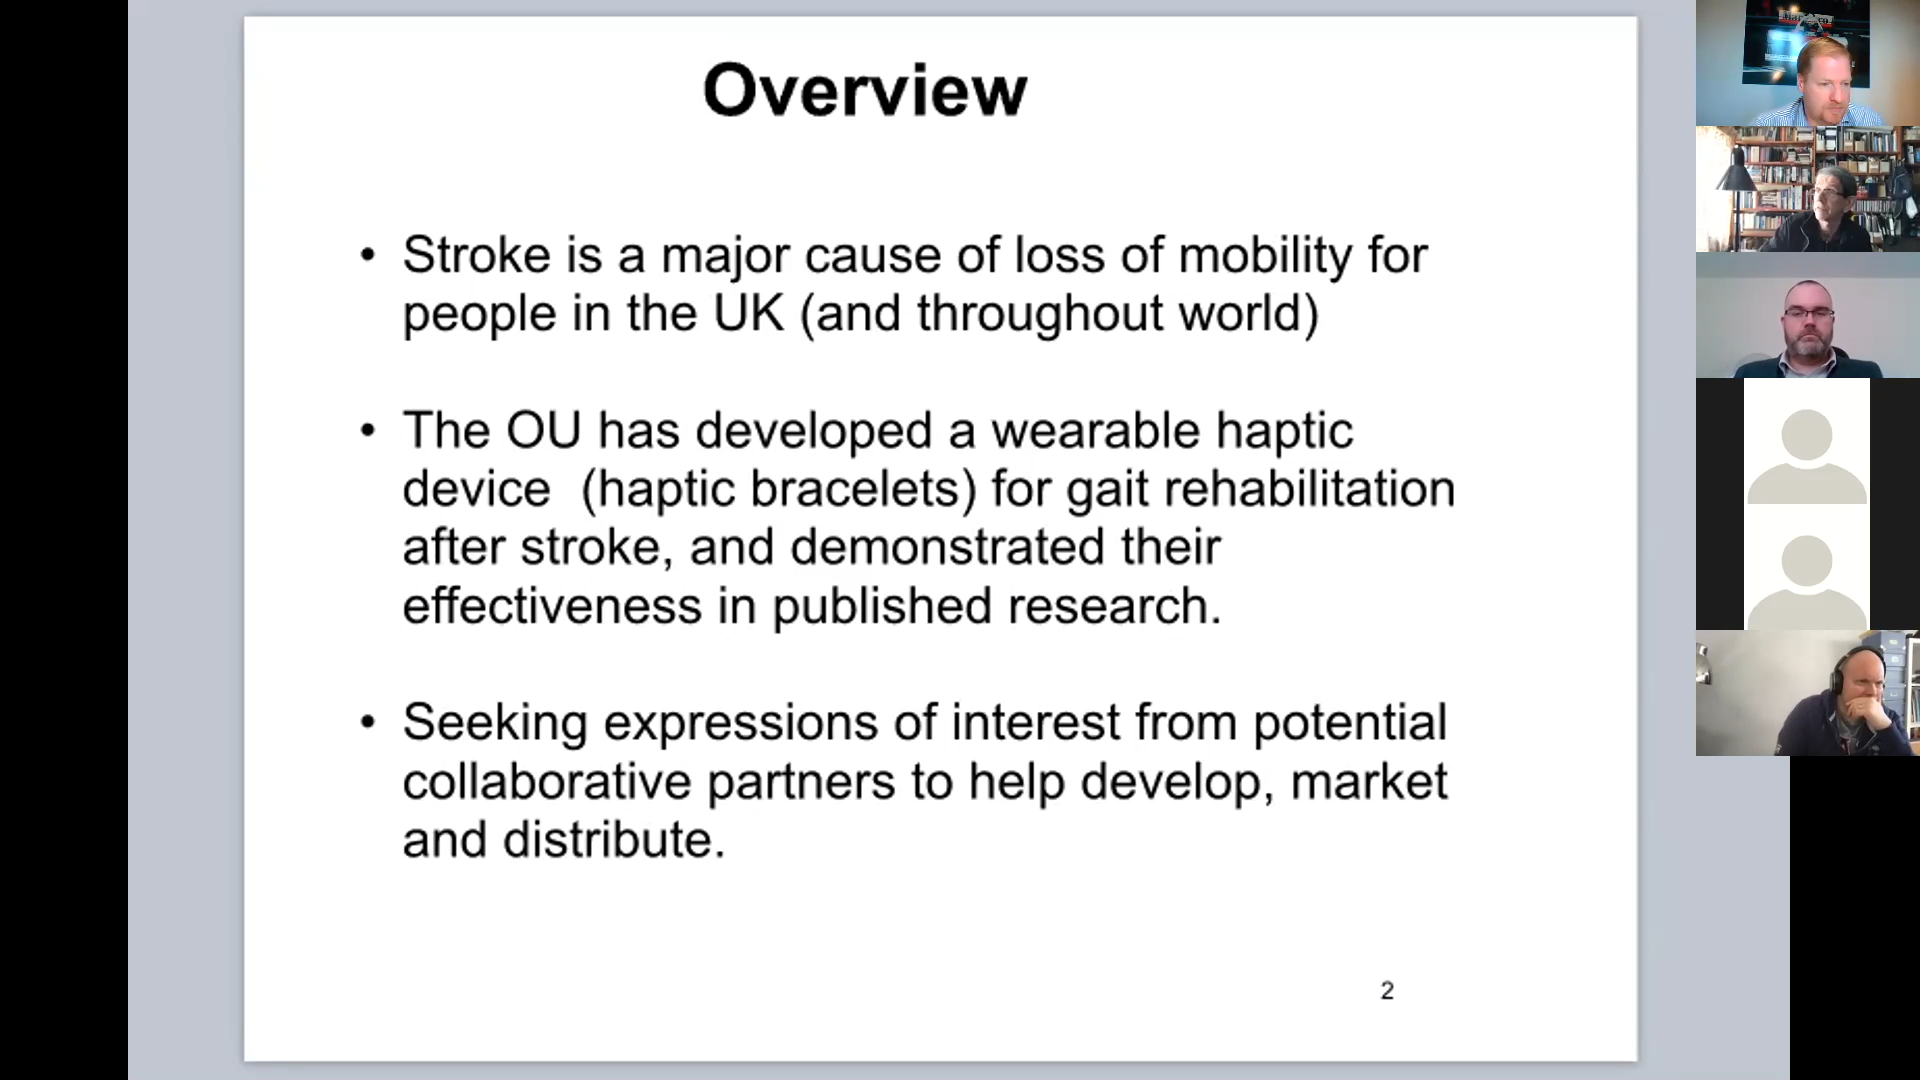 Overview
• Stroke is a major cause of loss of mobility for
people in the UK (and throughout world)
• The OU has developed a wearable haptic
device  (haptic bracelets) for gait rehabilitation
after stroke, and demonstrated their
effectiveness in published research.
• Seeking expressions of interest from potential
collaborative partners to help develop, market
and distribute.
2